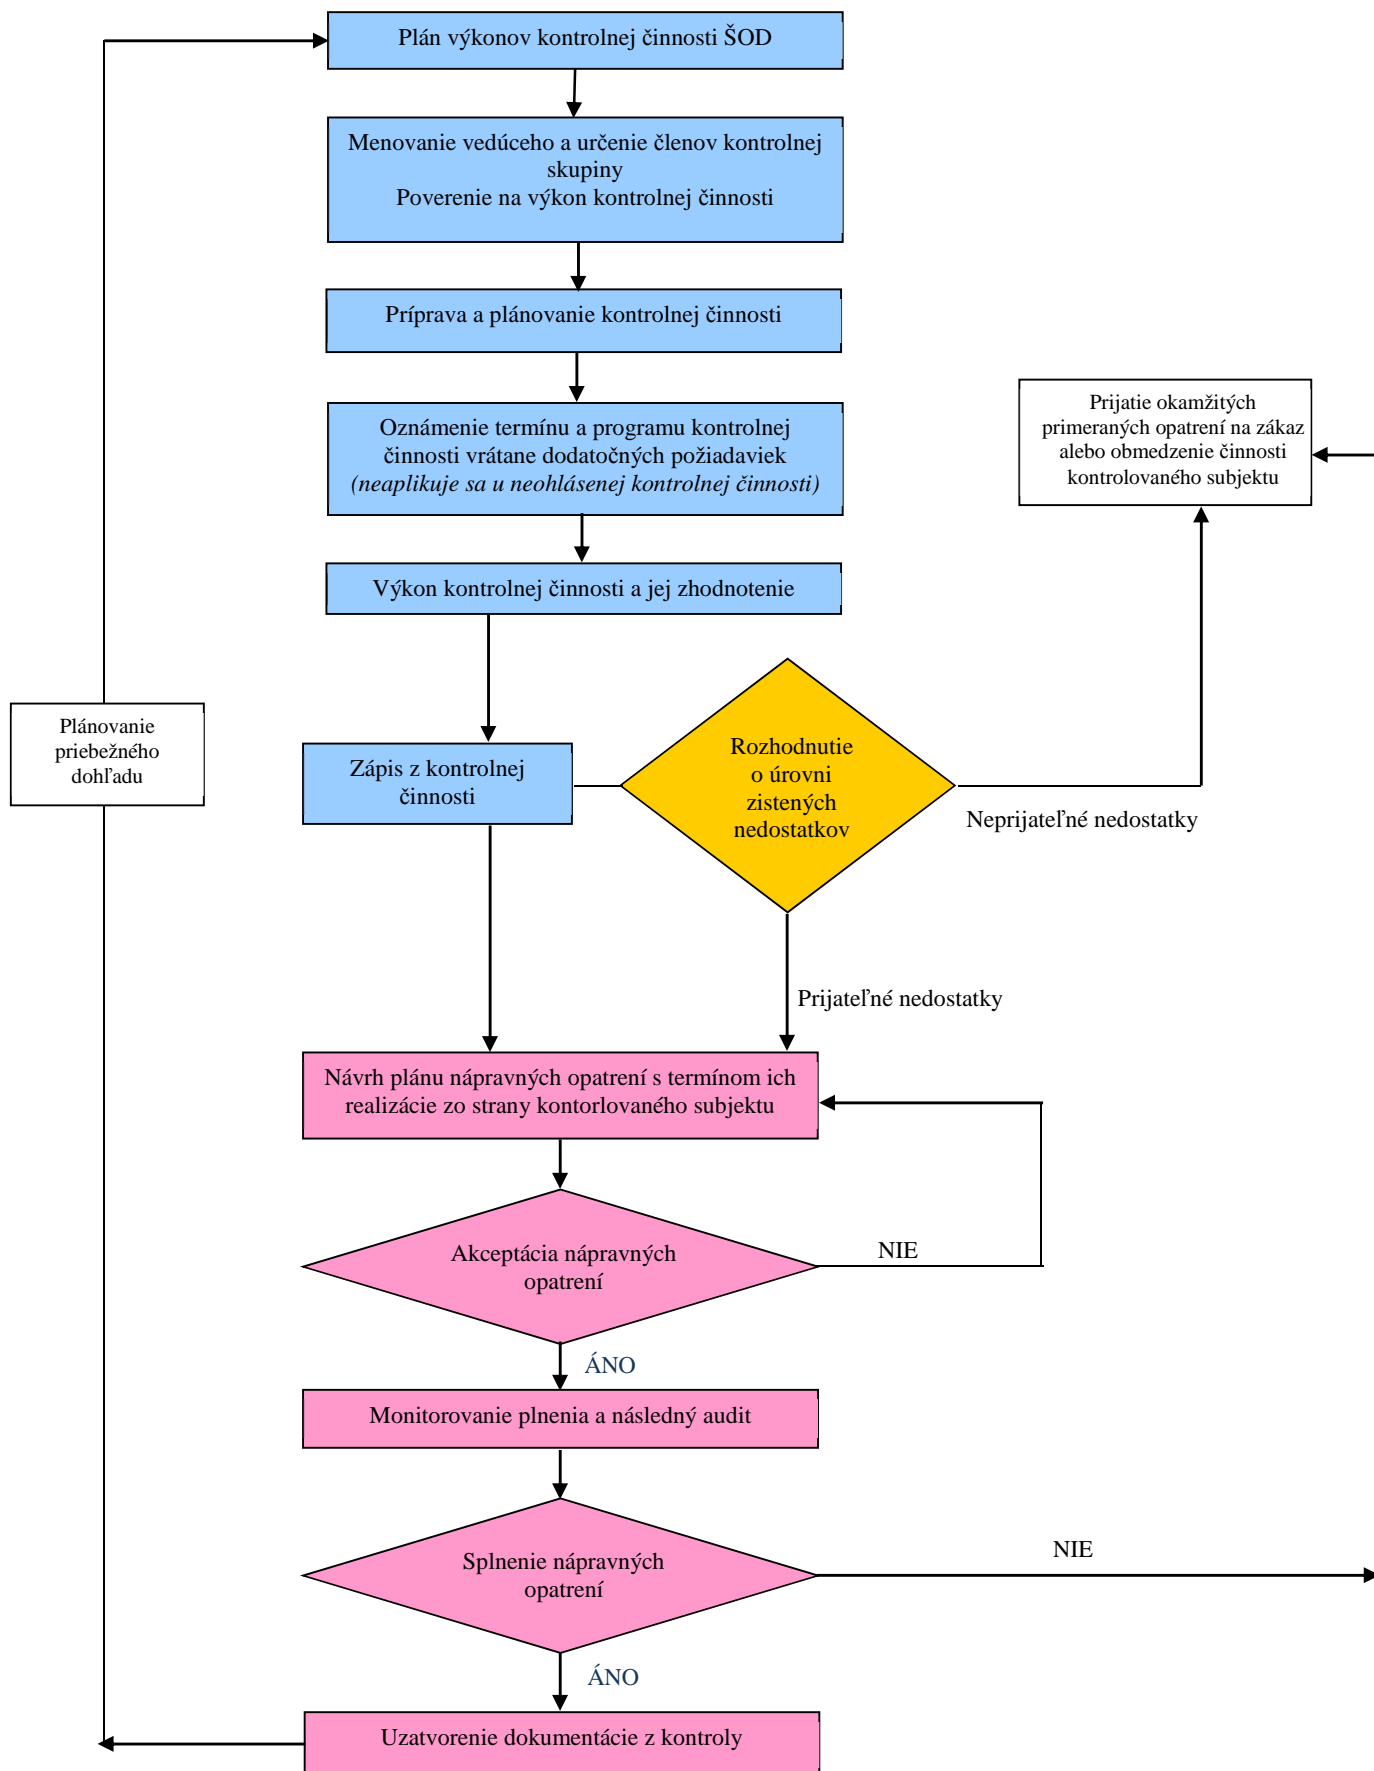 Plán výkonov kontrolnej činnosti ŠOD
Menovanie vedúceho a určenie členov kontrolnej
skupiny
Poverenie na výkon kontrolnej činnosti
Príprava a plánovanie kontrolnej činnosti
Oznámenie termínu a programu kontrolnej
činnosti vrátane dodatočných požiadaviek
(neaplikuje sa u neohlásenej kontrolnej činnosti)
Prijatie okamžitých
primeraných opatrení na zákaz
alebo obmedzenie činnosti
kontrolovaného subjektu
Výkon kontrolnej činnosti a jej zhodnotenie
Plánovanie
priebežného
dohľadu
Zápis z kontrolnej
činnosti
Rozhodnutie
o úrovni
zistených
nedostatkov
Neprijateľné nedostatky
Prijateľné nedostatky
Návrh plánu nápravných opatrení s termínom ich
realizácie zo strany kontorlovaného subjektu
Akceptácia nápravných
opatrení
NIE
ÁNO
Monitorovanie plnenia a následný audit
Splnenie nápravných
opatrení
NIE
ÁNO
Uzatvorenie dokumentácie z kontroly